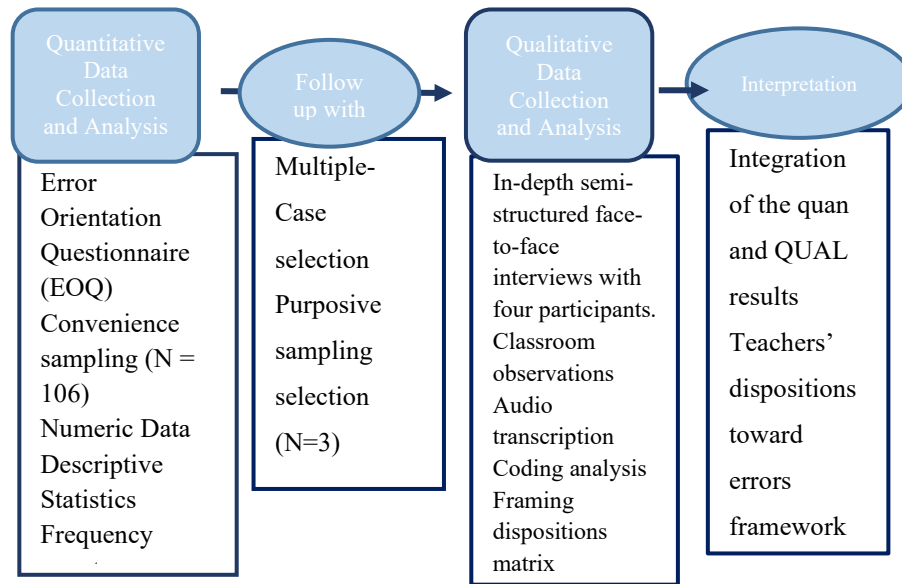 Quantitative
Data
Collection
and Analysis
Error
Orientation
Questionnaire
(EOQ)
Convenience
sampling (N =
106)
Numeric Data
Descriptive
Statistics
Frequency
Follow
up with
Multiple-
Case
selection
Purposive
sampling
selection
(N=3)
Qualitative
Data
Collection
and Analysis
In-depth semi-
structured face-
to-face
interviews with
four participants.
Classroom
observations
Audio
transcription
Coding analysis
Framing
dispositions
matrix
Interpretation
Integration
of the quan
and QUAL
results
Teachers’
dispositions
toward
errors
framework